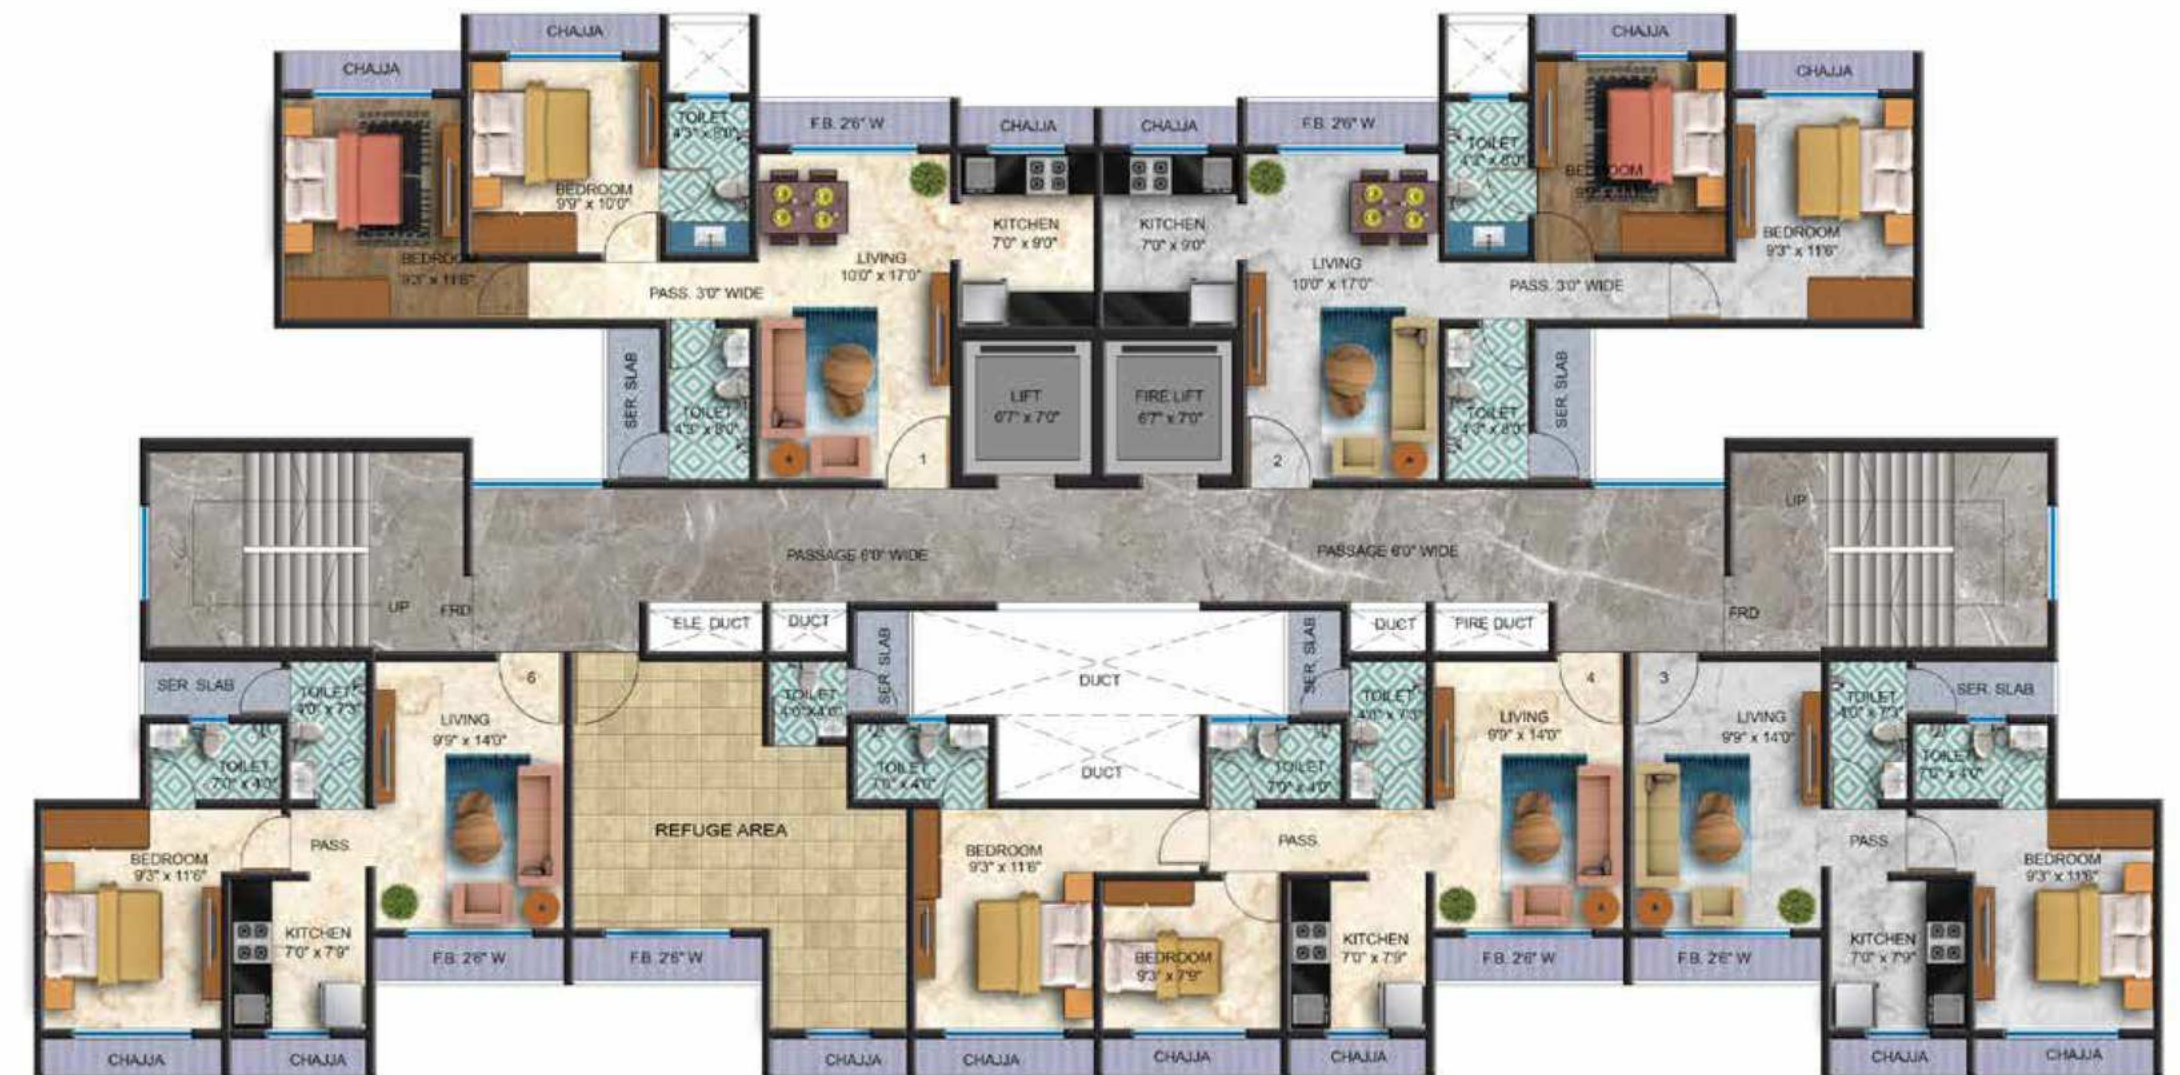 CHAJJA
CHAJJA
CHAJJA
CHAJJA
F.B. 2'6" W
CHAJJA
CHAJJA
F.B. 2'6" W
TOILET
4'3" x 8'0"
TOILET
4'3" x 8'0"
BEDROOM
9'9" x 10'0"
BEDROOM
BEDROOM
9'3" x 11'6"
KITCHEN
7'0" x 9'0"
KITCHEN
7'0" x 9'0"
BEDROOM
9'3" x 11'6"
LIVING
10'0" x 17'0"
LIVING
10'0" x 17'0"
PASS. 3'0" WIDE
PASS. 3'0" WIDE
SER. SLAB
TOILET
4'3" x 8'0"
LIFT
6'7" x 7'0"
FIRE LIFT
6'7" x 7'0"
TOILET
4'3" x 8'0"
SER. SLAB
1
2
UP
PASSAGE 6'0" WIDE
PASSAGE 6'0" WIDE
UP
FRD
FRD
ELE. DUCT
DUCT
SER. SLAB
DUCT
SER. SLAB
DUCT
FIRE DUCT
SER. SLAB
TOILET
4'0" x 7'3"
6
LIVING
9'9" x 14'0"
TOILET
TOILET
4'0" x 7'3"
4
LIVING
9'9" x 14'0"
3
LIVING
9'9" x 14'0"
TOILET
4'0" x 7'3"
SER. SLAB
TOILET
7'0" x 4'0"
TOILET
7'0" x 4'0"
DUCT
TOILET
7'0" x 4'0"
TOILET
7'0" x 4'0"
REFUGE AREA
BEDROOM
9'3" x 11'6"
PASS.
BEDROOM
9'3" x 11'6"
PASS.
PASS.
BEDROOM
9'3" x 11'6"
KITCHEN
7'0" x 7'9"
F.B. 2'6" W
F.B. 2'6" W
BEDROOM
9'3" x 7'9"
KITCHEN
7'0" x 7'9"
F.B. 2'6" W
F.B. 2'6" W
KITCHEN
7'0" x 7'9"
CHAJJA
CHAJJA
CHAJJA
CHAJJA
CHAJJA
CHAJJA
CHAJJA
CHAJJA